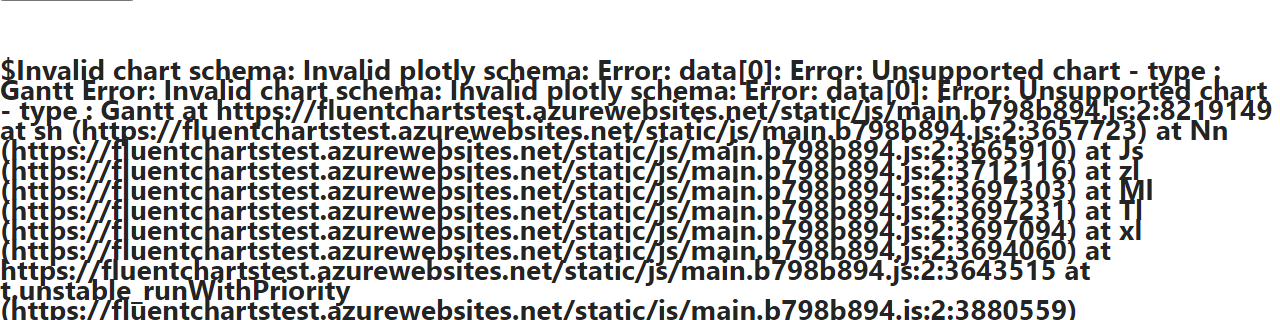 $Invalid chart schema: Invalid plotly schema: Error: data[0]: Error: Unsupported chart - type :
Gantt Error: Invalid chart schema: Invalid plotly schema: Error: data[0]: Error: Unsupported chart
- type : Gantt at https://fluentchartstest.azurewebsites.net/static/js/main.b798b894.js:2:8219149
at sh (https://fluentchartstest.azurewebsites.net/static/js/main.b798b894.js:2:3657723) at Nn
(https://fluentchartstest.azurewebsites.net/static/js/main.b798b894.js:2:3665910) at Js
(https://fluentchartstest.azurewebsites.net/static/js/main.b798b894.js:2:3712116) at zl
(https://fluentchartstest.azurewebsites.net/static/js/main.b798b894.js:2:3697303) at Ml
(https://fluentchartstest.azurewebsites.net/static/js/main.b798b894.js:2:3697231) at Tl
(https://fluentchartstest.azurewebsites.net/static/js/main.b798b894.js:2:3697094) at xl
(https://fluentchartstest.azurewebsites.net/static/js/main.b798b894.js:2:3694060) at
https://fluentchartstest.azurewebsites.net/static/js/main.b798b894.js:2:3643515 at
t.unstable_runWithPriority
(https://fluentchartstest.azurewebsites.net/static/js/main.b798b894.js:2:3880559)